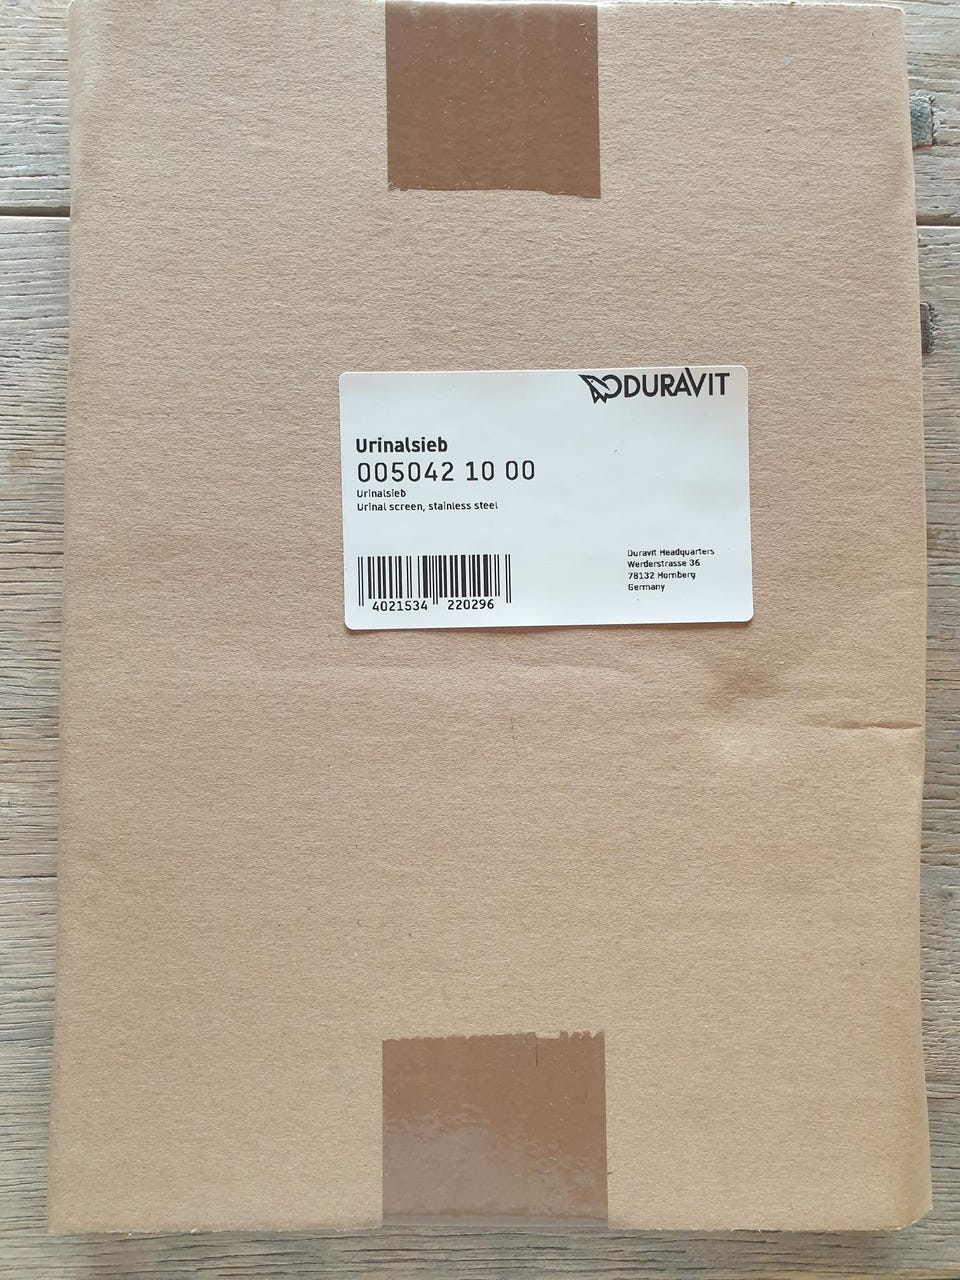 DURAVIT
Urinalsieb
005042 10 00
Urinalsieb
Urinal screen, stainless steel
Duravit Headquarters
Werderstrasse 36
78132 Hornberg
Germany
4021534 220296